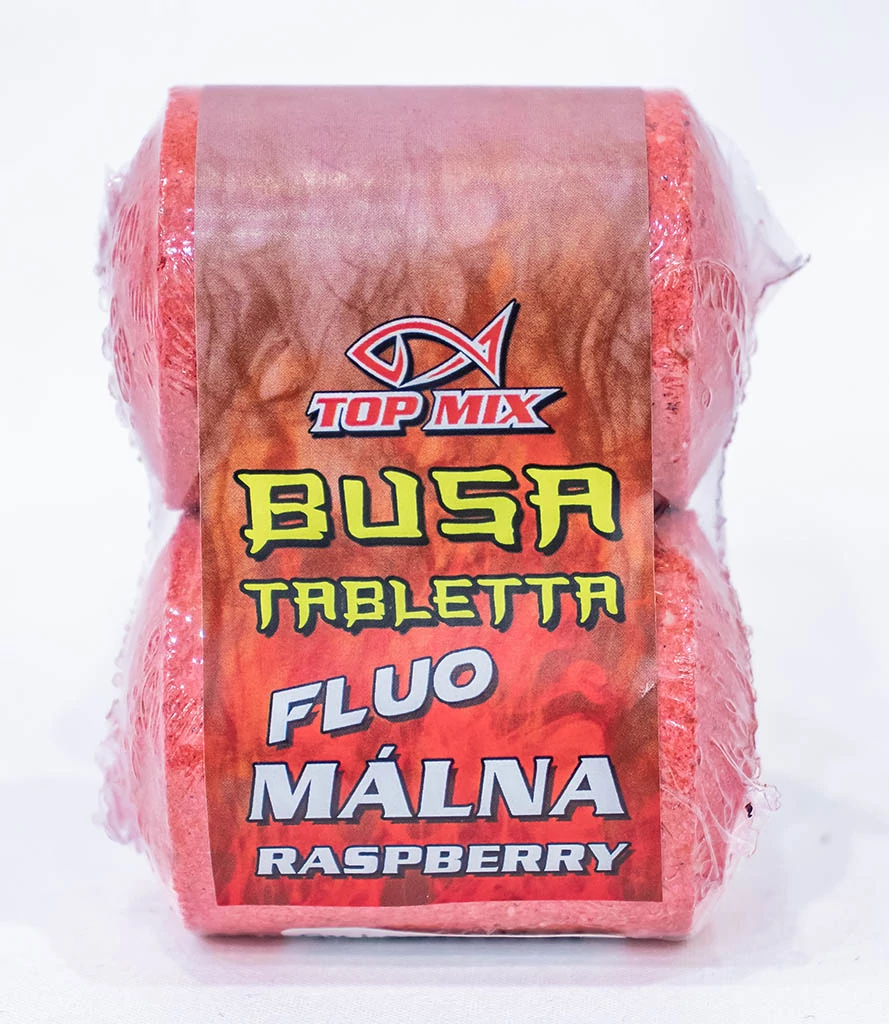 TOP MIX
BUSA
TABLETTA
FLUO
MÁLNA
RASPBERRY